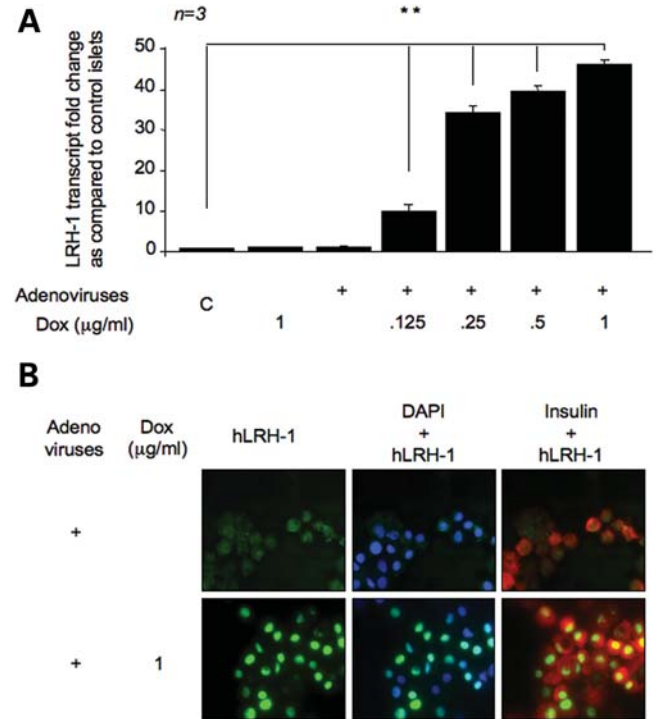 A
n=3
**
LRH-1 transcript fold change
as compared to control islets
50
40
30
20
10
0
Adenoviruses C + + + + +
Dox (μg/ml) 1 .125 .25 .5 1
B
Adeno
viruses
Dox
(μg/ml)
hLRH-1
DAPI
+
hLRH-1
Insulin
+
hLRH-1
+
+ 1